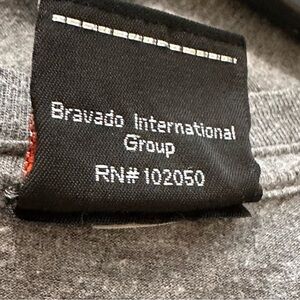 Bravado International
Group
RN# 102050